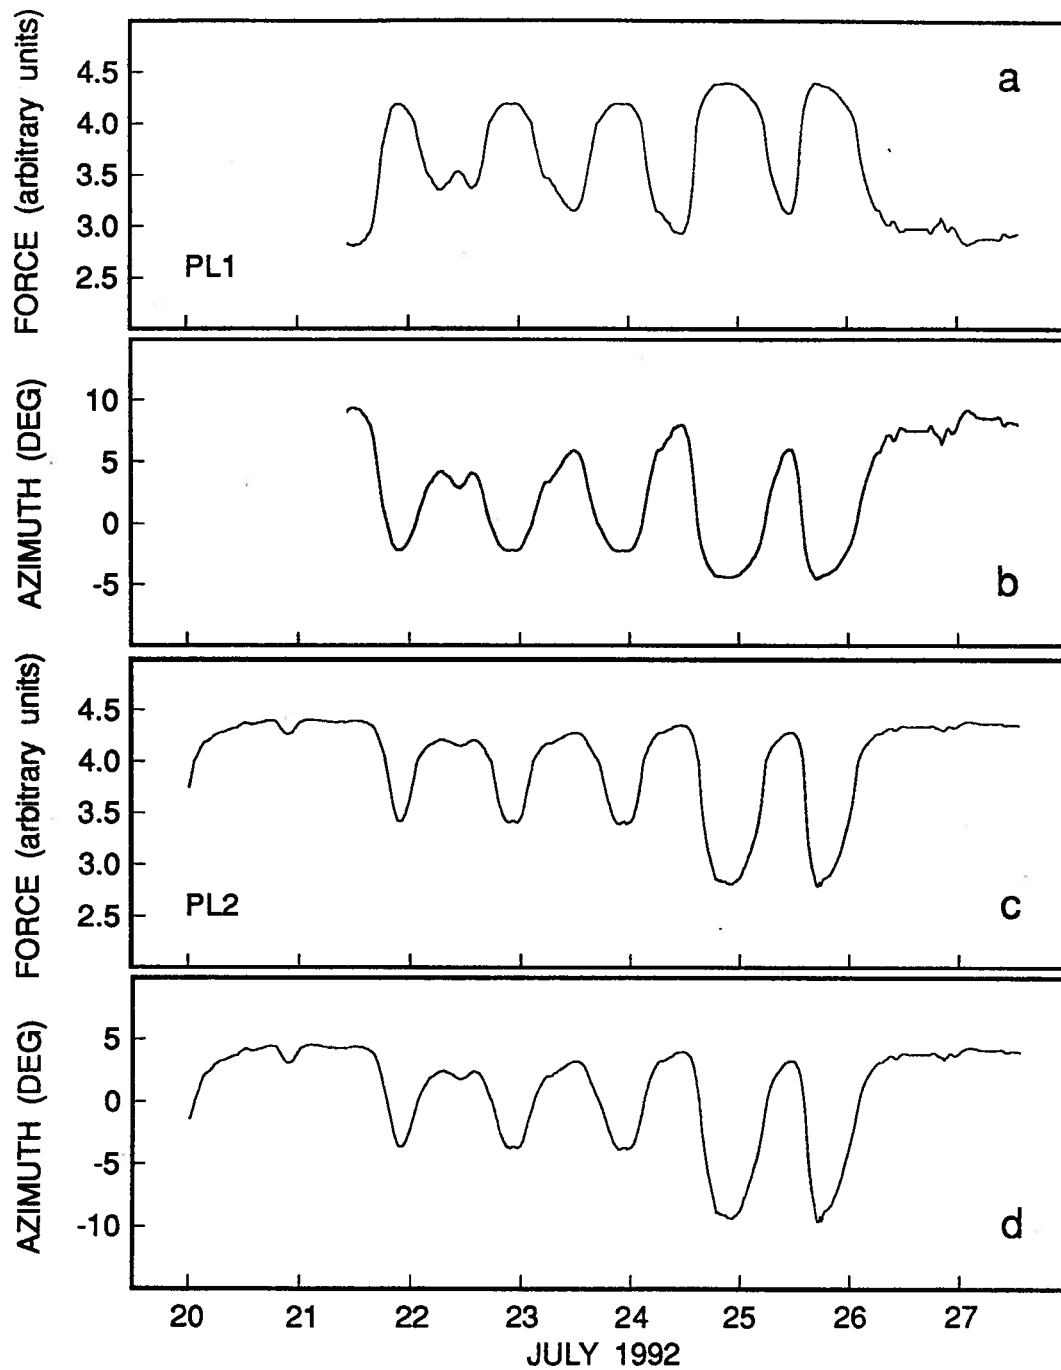 FORCE (arbitrary units)
4.5
4.0
3.5
3.0
2.5
PL1
a
AZIMUTH (DEG)
10
5
0
-5
b
FORCE (arbitrary units)
4.5
4.0
3.5
3.0
2.5
PL2
c
AZIMUTH (DEG)
5
0
-5
-10
d
20 21 22 23 24 25 26 27
JULY 1992